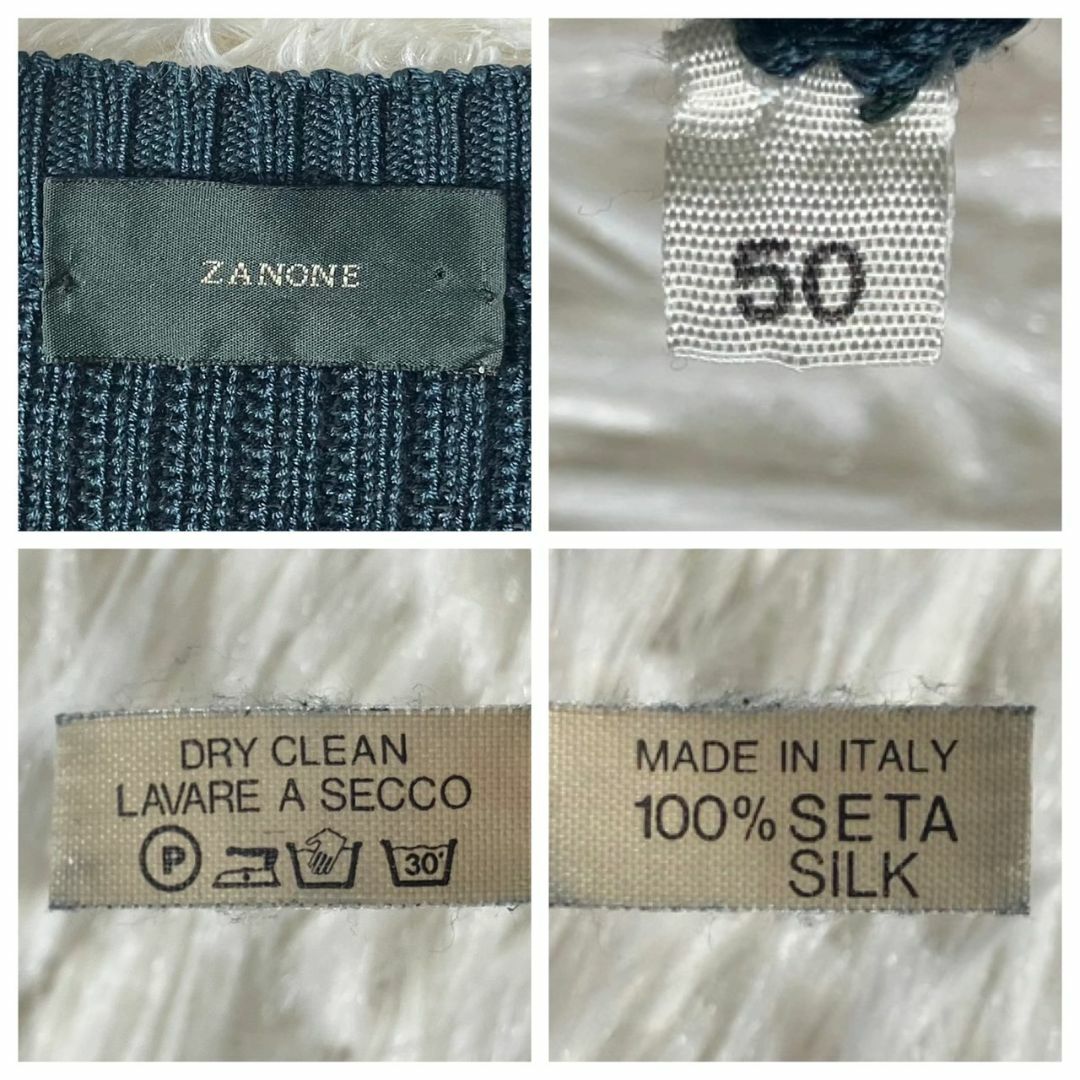 ZANONE
50
DRY CLEAN
LAVARE A SECCO
P 30°
MADE IN ITALY
100% SETA
SILK